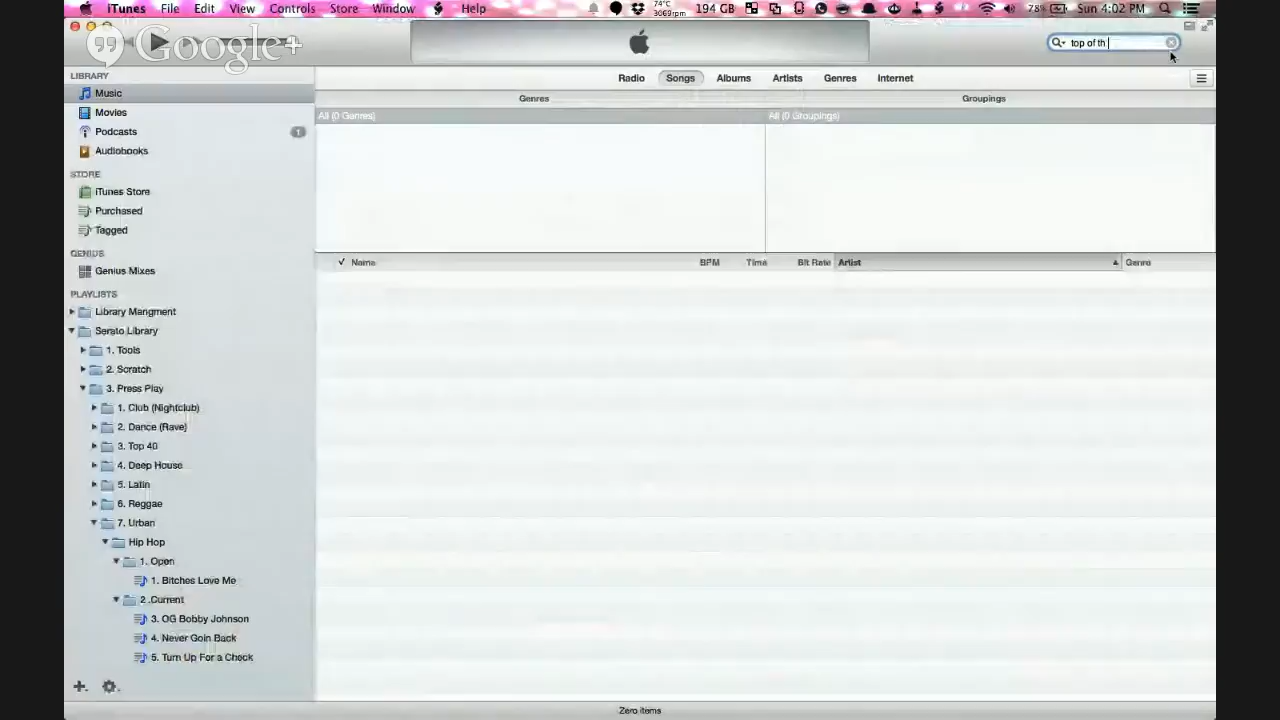 iTunes File Edit View Controls Store Window Help 74°C 3069rpm 194 GB 78% Sun 4:02 PM
Google+
top of th
LIBRARY
Music
Movies
Podcasts 1
Audiobooks
STORE
iTunes Store
Purchased
Tagged
GENIUS
Genius Mixes
PLAYLISTS
Library Mangment
Serato Library
1. Tools
2. Scratch
3. Press Play
1. Club (Nightclub)
2. Dance (Rave)
3. Top 40
4. Deep House
5. Latin
6. Reggae
7. Urban
Hip Hop
1. Open
1. Bitches Love Me
2 .Current
3. OG Bobby Johnson
4. Never Goin Back
5. Turn Up For a Check
Radio Songs Albums Artists Genres Internet
Genres Groupings
All (0 Genres) All (0 Groupings)
✓ Name BPM Time Bit Rate Artist Genre
Zero items